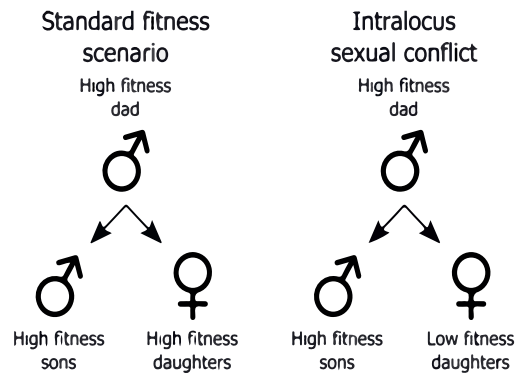 Standard fitness
scenario
High fitness
dad
High fitness
sons
High fitness
daughters
Intralocus
sexual conflict
High fitness
dad
High fitness
sons
Low fitness
daughters